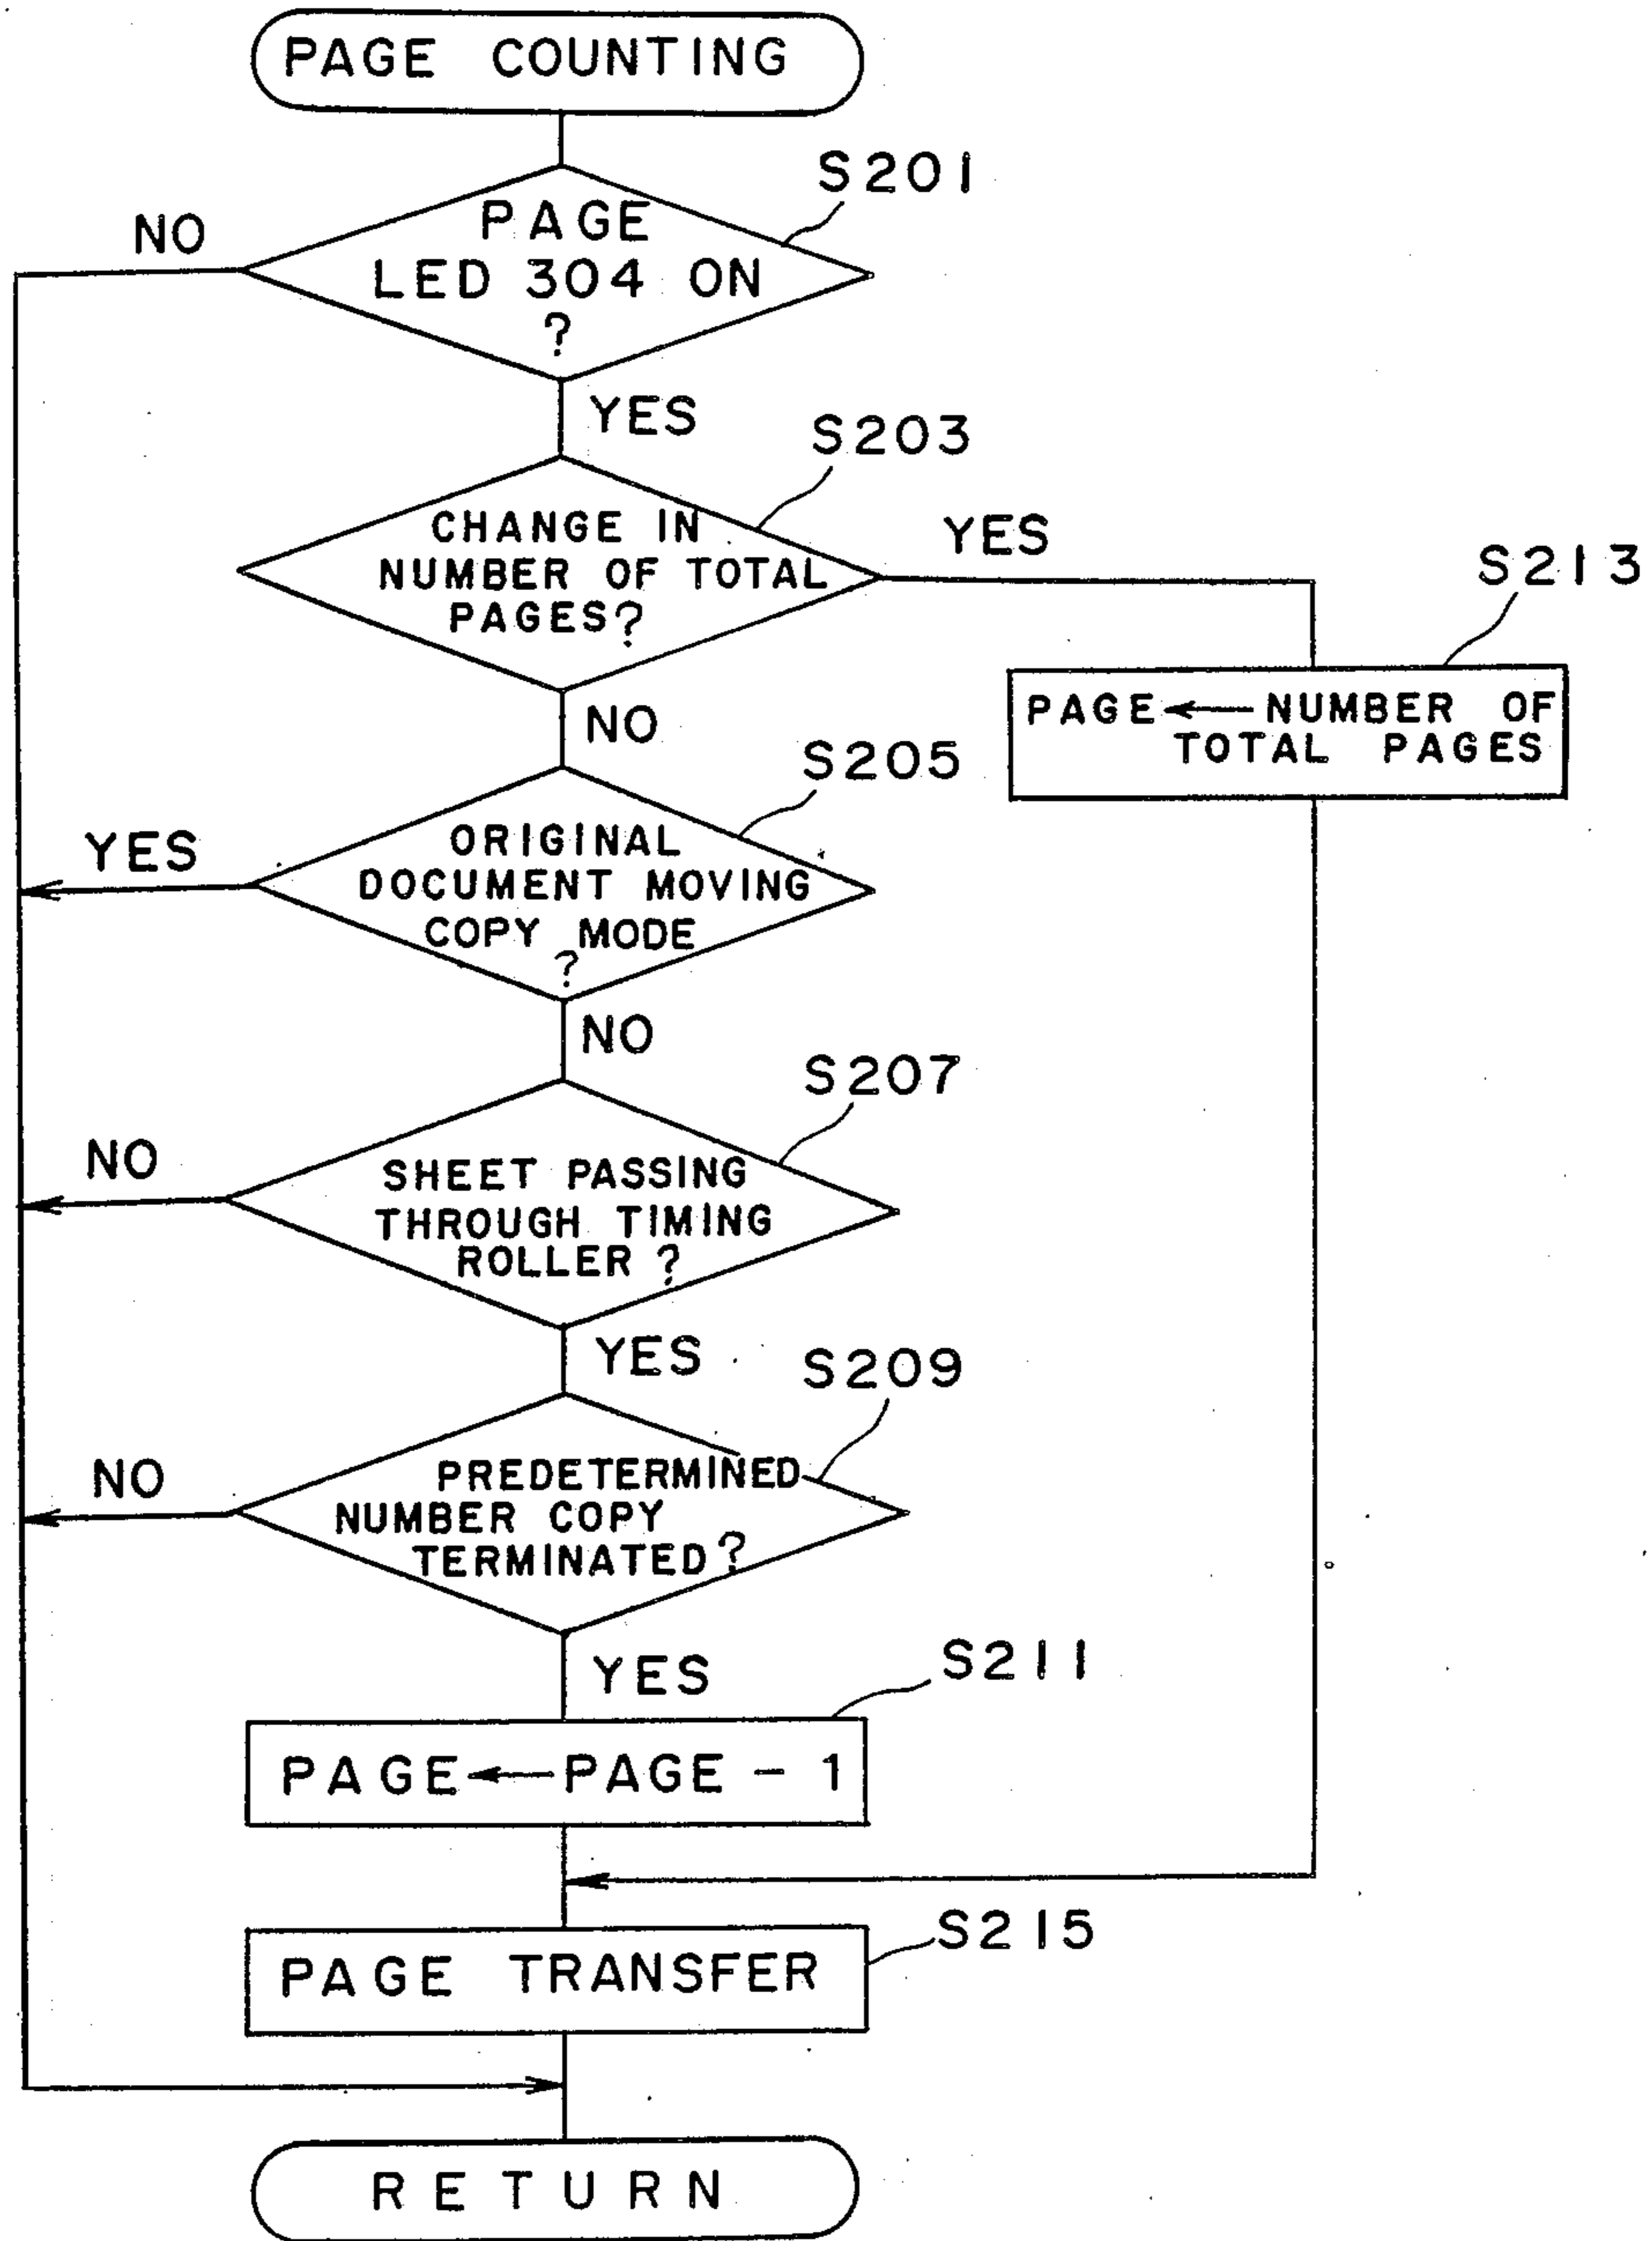 PAGE COUNTING
S201
NO
PAGE
LED 304 ON
?
YES
S203
CHANGE IN
NUMBER OF TOTAL
PAGES?
YES
S213
PAGE←NUMBER OF
TOTAL PAGES
NO
S205
YES
ORIGINAL
DOCUMENT MOVING
COPY MODE
?
NO
S207
NO
SHEET PASSING
THROUGH TIMING
ROLLER ?
YES
S209
NO
PREDETERMINED
NUMBER COPY
TERMINATED?
YES
S211
PAGE←PAGE - 1
S215
PAGE TRANSFER
RETURN